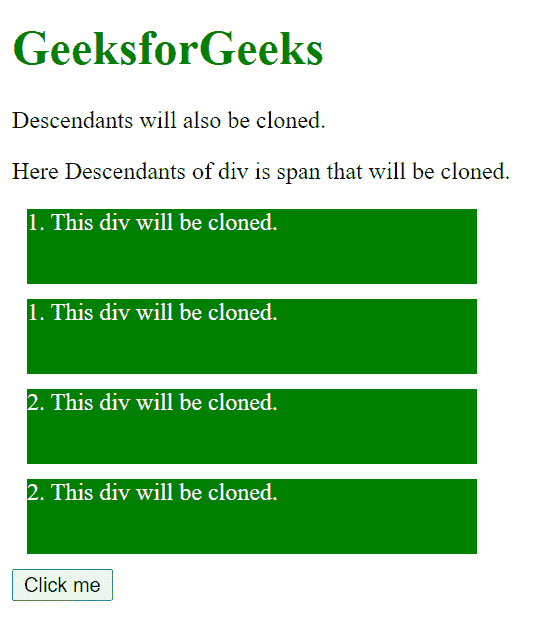 GeeksforGeeks
Descendants will also be cloned.
Here Descendants of div is span that will be cloned.
1. This div will be cloned.
1. This div will be cloned.
2. This div will be cloned.
2. This div will be cloned.
Click me